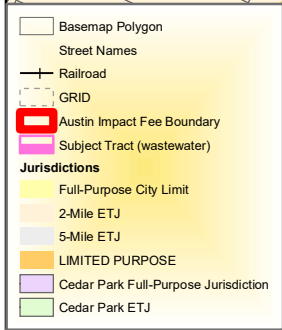 Basemap Polygon
Street Names
Railroad
GRID
Austin Impact Fee Boundary
Subject Tract (wastewater)
Jurisdictions
Full-Purpose City Limit
2-Mile ETJ
5-Mile ETJ
LIMITED PURPOSE
Cedar Park Full-Purpose Jurisdiction
Cedar Park ETJ